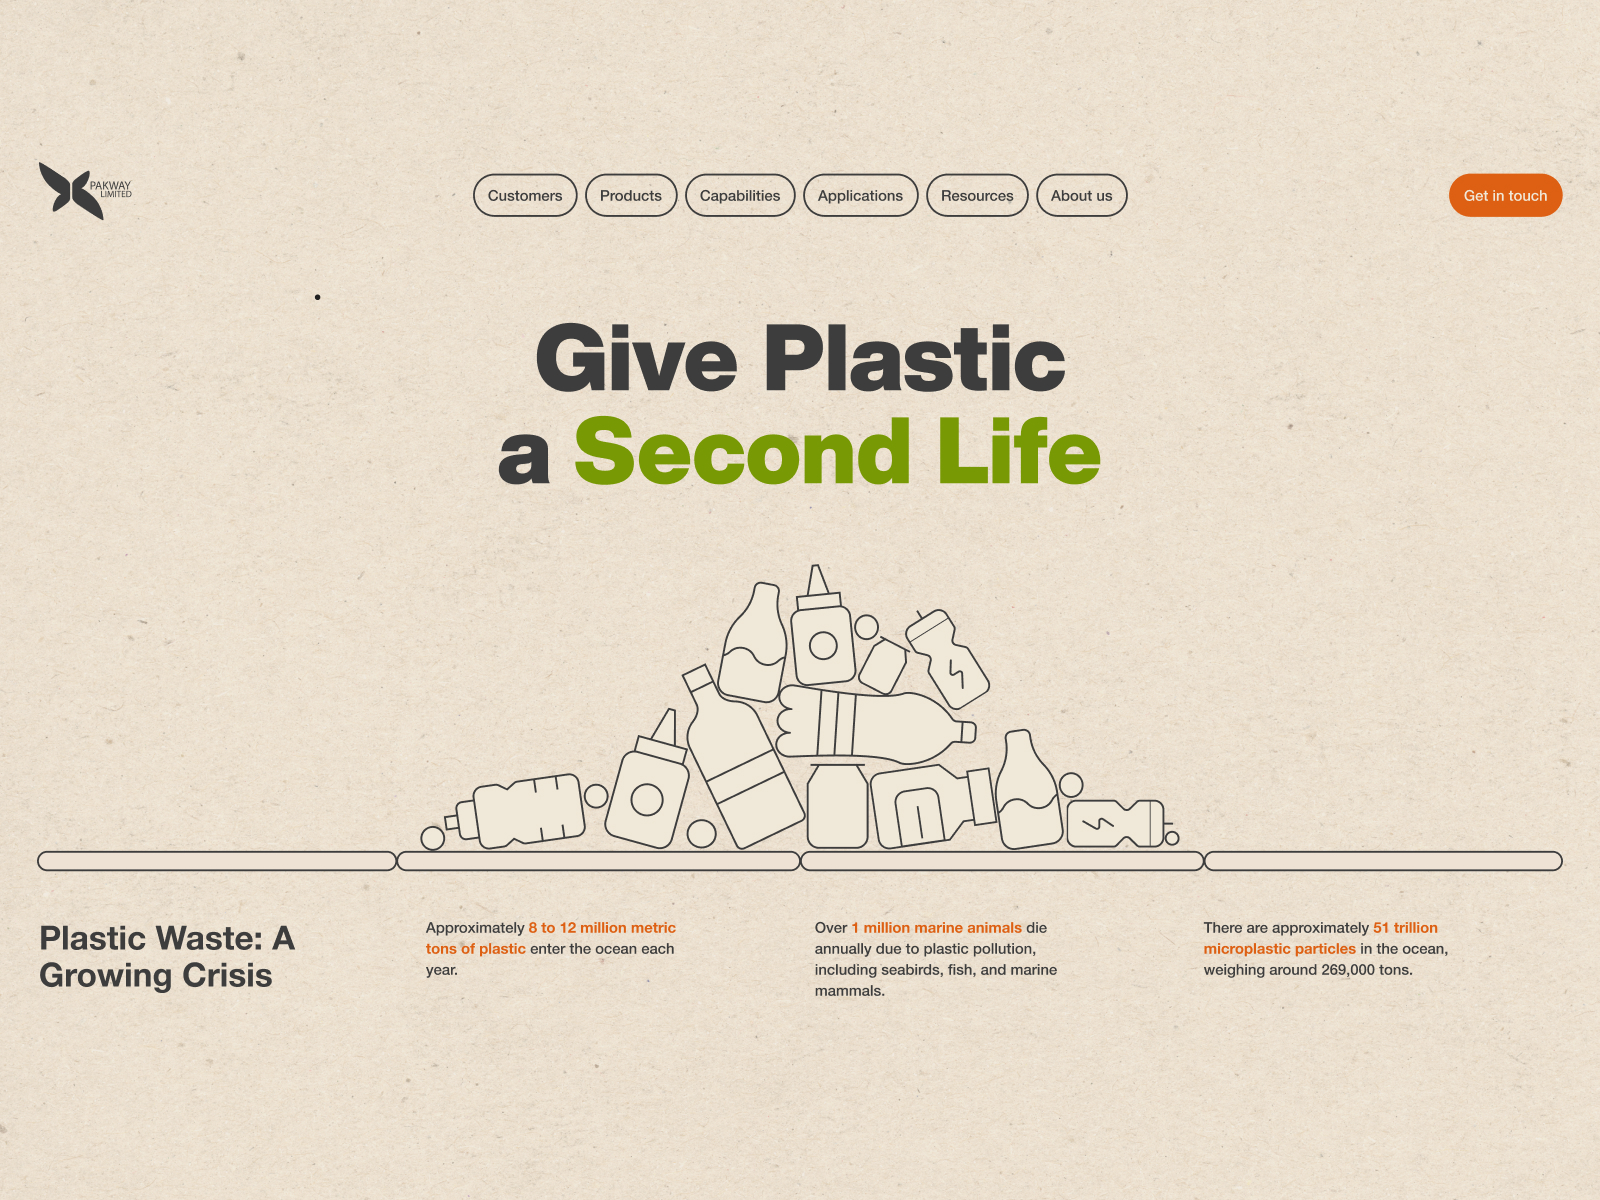 PAKWAY
LIMITED
Customers
Products
Capabilities
Applications
Resources
About us
Get in touch
Give Plastic
a Second Life
Plastic Waste: A
Growing Crisis
Approximately 8 to 12 million metric
tons of plastic enter the ocean each
year.
Over 1 million marine animals die
annually due to plastic pollution,
including seabirds, fish, and marine
mammals.
There are approximately 51 trillion
microplastic particles in the ocean,
weighing around 269,000 tons.